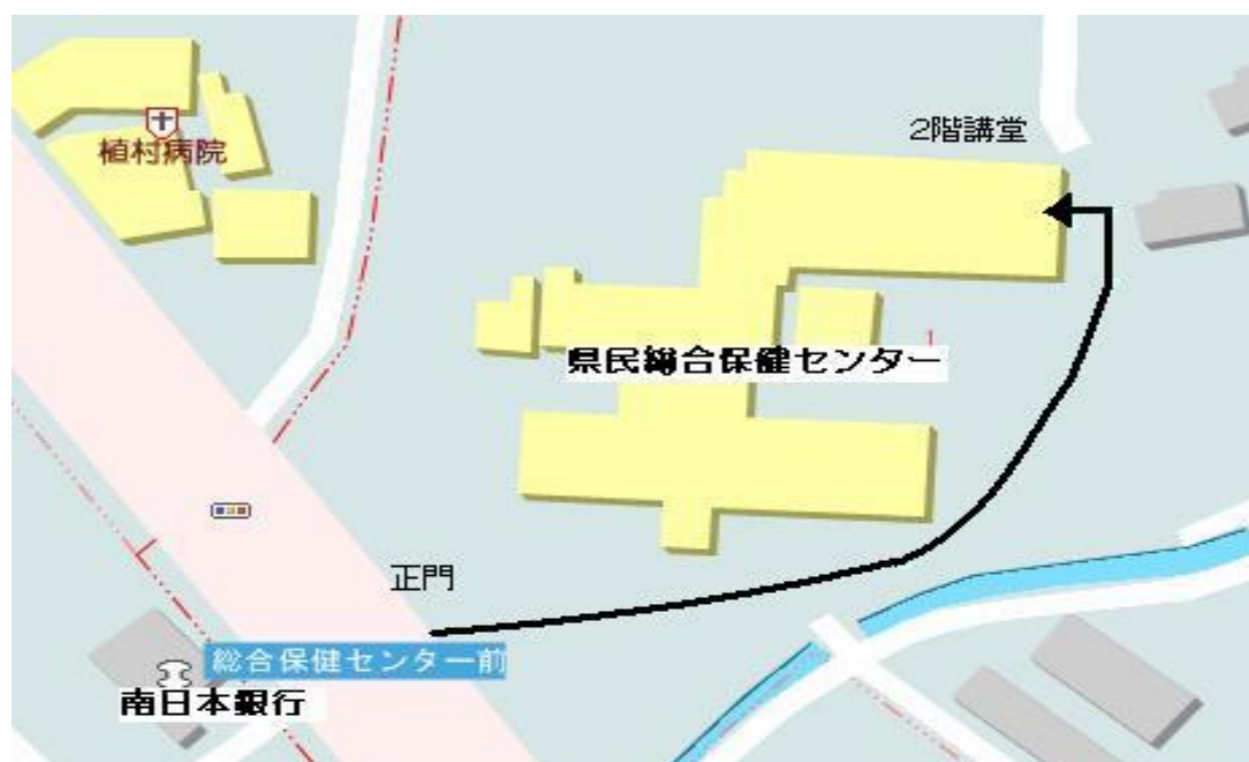 2階講堂
植村病院
1
県民総合保健センター
正門
総合保健センター前
南日本銀行